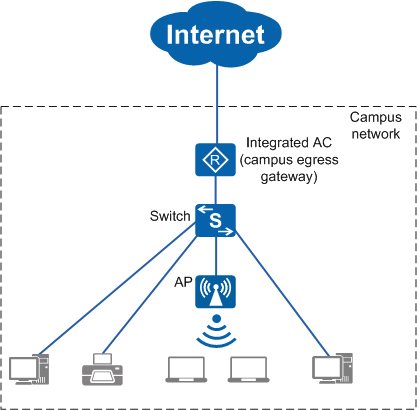 Internet
Campus
network
Integrated AC
(campus egress
gateway)
R
Switch
S
AP